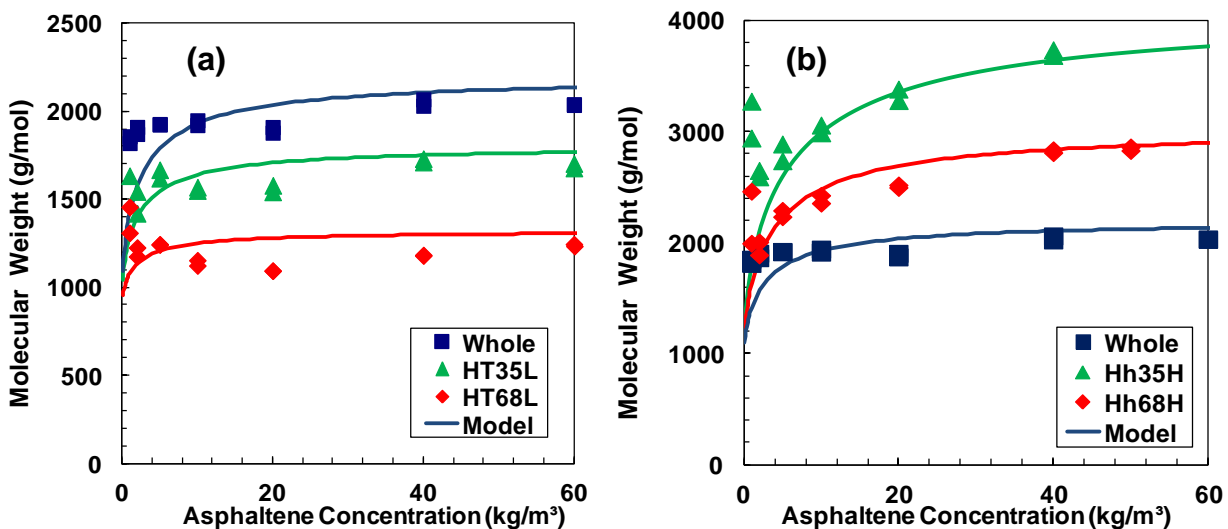 (a)
Molecular Weight (g/mol)
2500
2000
1500
1000
500
0
Whole
HT35L
HT68L
Model
0 20 40 60
Asphaltene Concentration (kg/m³)
(b)
Molecular Weight (g/mol)
4000
3000
2000
1000
0
Whole
Hh35H
Hh68H
Model
0 20 40 60
Asphaltene Concentration (kg/m³)